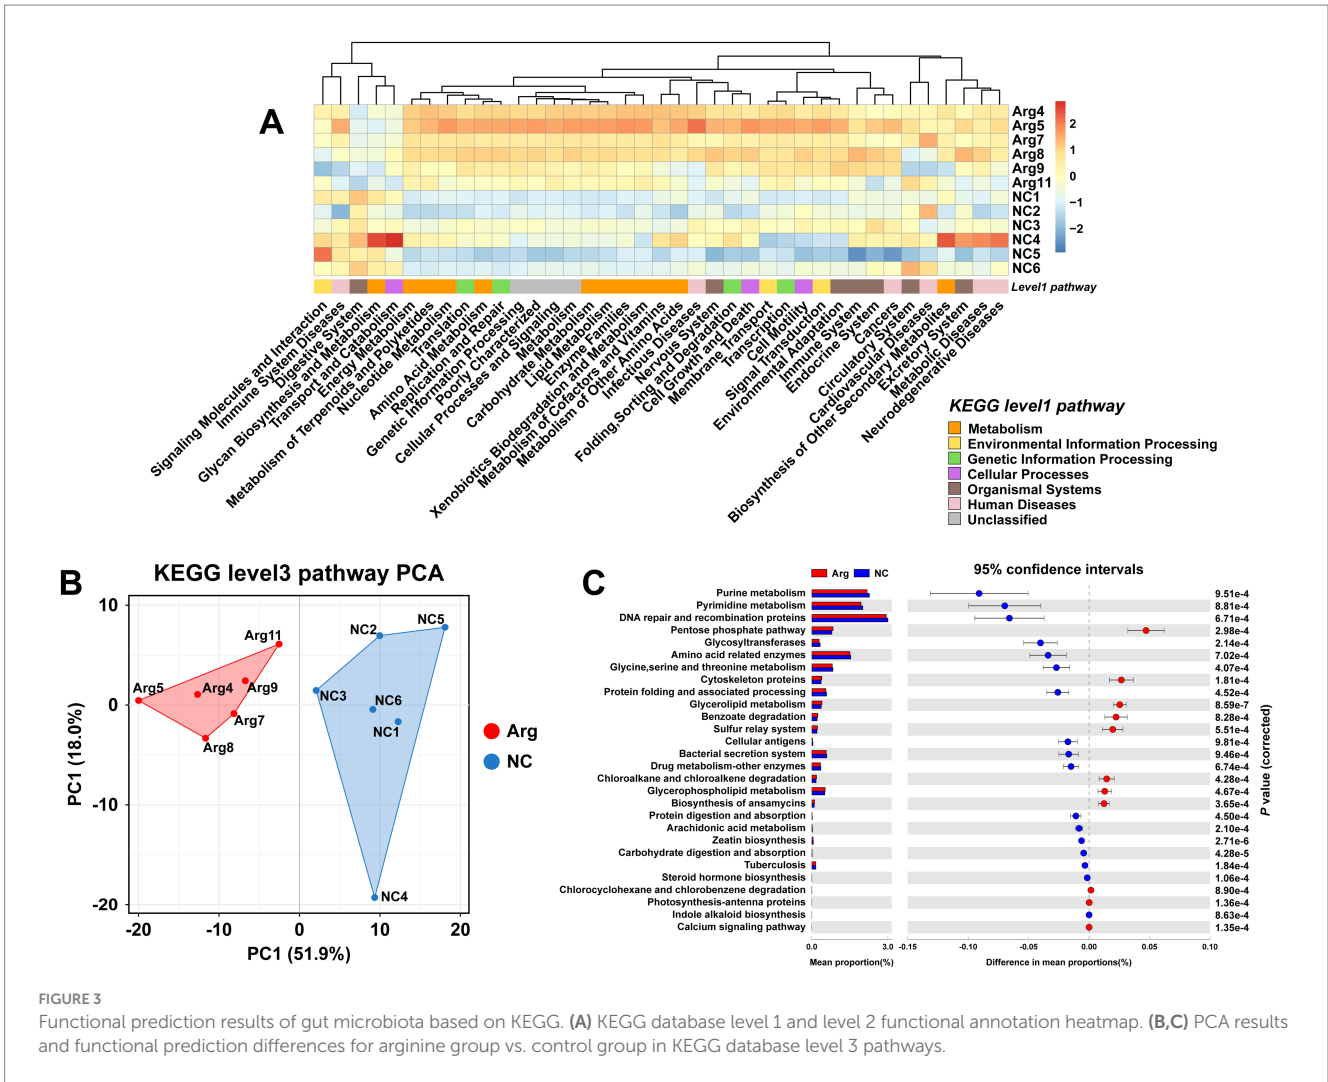 A
Arg4
Arg5
Arg7
Arg8
Arg9
Arg11
NC1
NC2
NC3
NC4
NC5
NC6
Level1 pathway
2
1
0
−1
−2
Signaling Molecules and Interaction
Immune System Diseases
Digestive System
Glycan Biosynthesis and Metabolism
Transport and Catabolism
Energy Metabolism
Metabolism of Terpenoids and Polyketides
Nucleotide Metabolism
Translation
Amino Acid Metabolism
Replication and Repair
Genetic Information Processing
Poorly Characterized
Cellular Processes and Signaling
Metabolism
Carbohydrate Metabolism
Lipid Metabolism
Enzyme Families
Xenobiotics Biodegradation and Metabolism
Metabolism of Cofactors and Vitamins
Metabolism of Other Amino Acids
Infectious Diseases
Nervous System
Folding,Sorting and Degradation
Cell Growth and Death
Membrane Transport
Transcription
Cell Motility
Signal Transduction
Environmental Adaptation
Immune System
Endocrine System
Cancers
Circulatory System
Cardiovascular Diseases
Biosynthesis of Other Secondary Metabolites
Excretory System
Metabolic Diseases
Neurodegenerative Diseases
KEGG level1 pathway
Metabolism
Environmental Information Processing
Genetic Information Processing
Cellular Processes
Organismal Systems
Human Diseases
Unclassified
B
KEGG level3 pathway PCA
PC1 (18.0%)
10
0
-10
-20
Arg11
Arg5
Arg4
Arg9
Arg7
Arg8
NC2
NC5
NC3
NC6
NC1
NC4
-20
-10
0
10
20
PC1 (51.9%)
Arg
NC
C
Arg NC
95% confidence intervals
Purine metabolism 9.51e-4
Pyrimidine metabolism 8.81e-4
DNA repair and recombination proteins 6.71e-4
Pentose phosphate pathway 2.98e-4
Glycosyltransferases 2.14e-4
Amino acid related enzymes 7.02e-4
Glycine,serine and threonine metabolism 4.07e-4
Cytoskeleton proteins 1.81e-4
Protein folding and associated processing 4.52e-4
Glycerolipid metabolism 8.59e-7
Benzoate degradation 8.28e-4
Sulfur relay system 5.51e-4
Cellular antigens 9.81e-4
Bacterial secretion system 9.46e-4
Drug metabolism-other enzymes 6.74e-4
Chloroalkane and chloroalkene degradation 4.28e-4
Glycerophospholipid metabolism 4.67e-4
Biosynthesis of ansamycins 3.65e-4
Protein digestion and absorption 4.50e-4
Arachidonic acid metabolism 2.10e-4
Zeatin biosynthesis 2.71e-6
Carbohydrate digestion and absorption 4.28e-5
Tuberculosis 1.84e-4
Steroid hormone biosynthesis 1.06e-4
Chlorocyclohexane and chlorobenzene degradation 8.90e-4
Photosynthesis-antenna proteins 1.36e-4
Indole alkaloid biosynthesis 8.63e-4
Calcium signaling pathway 1.35e-4
P value (corrected)
0.0 3.0 -0.15 -0.10 -0.05 0.00 0.05 0.10
Mean proportion(%) Difference in mean proportions(%)
FIGURE 3
Functional prediction results of gut microbiota based on KEGG. (A) KEGG database level 1 and level 2 functional annotation heatmap. (B,C) PCA results
and functional prediction differences for arginine group vs. control group in KEGG database level 3 pathways.